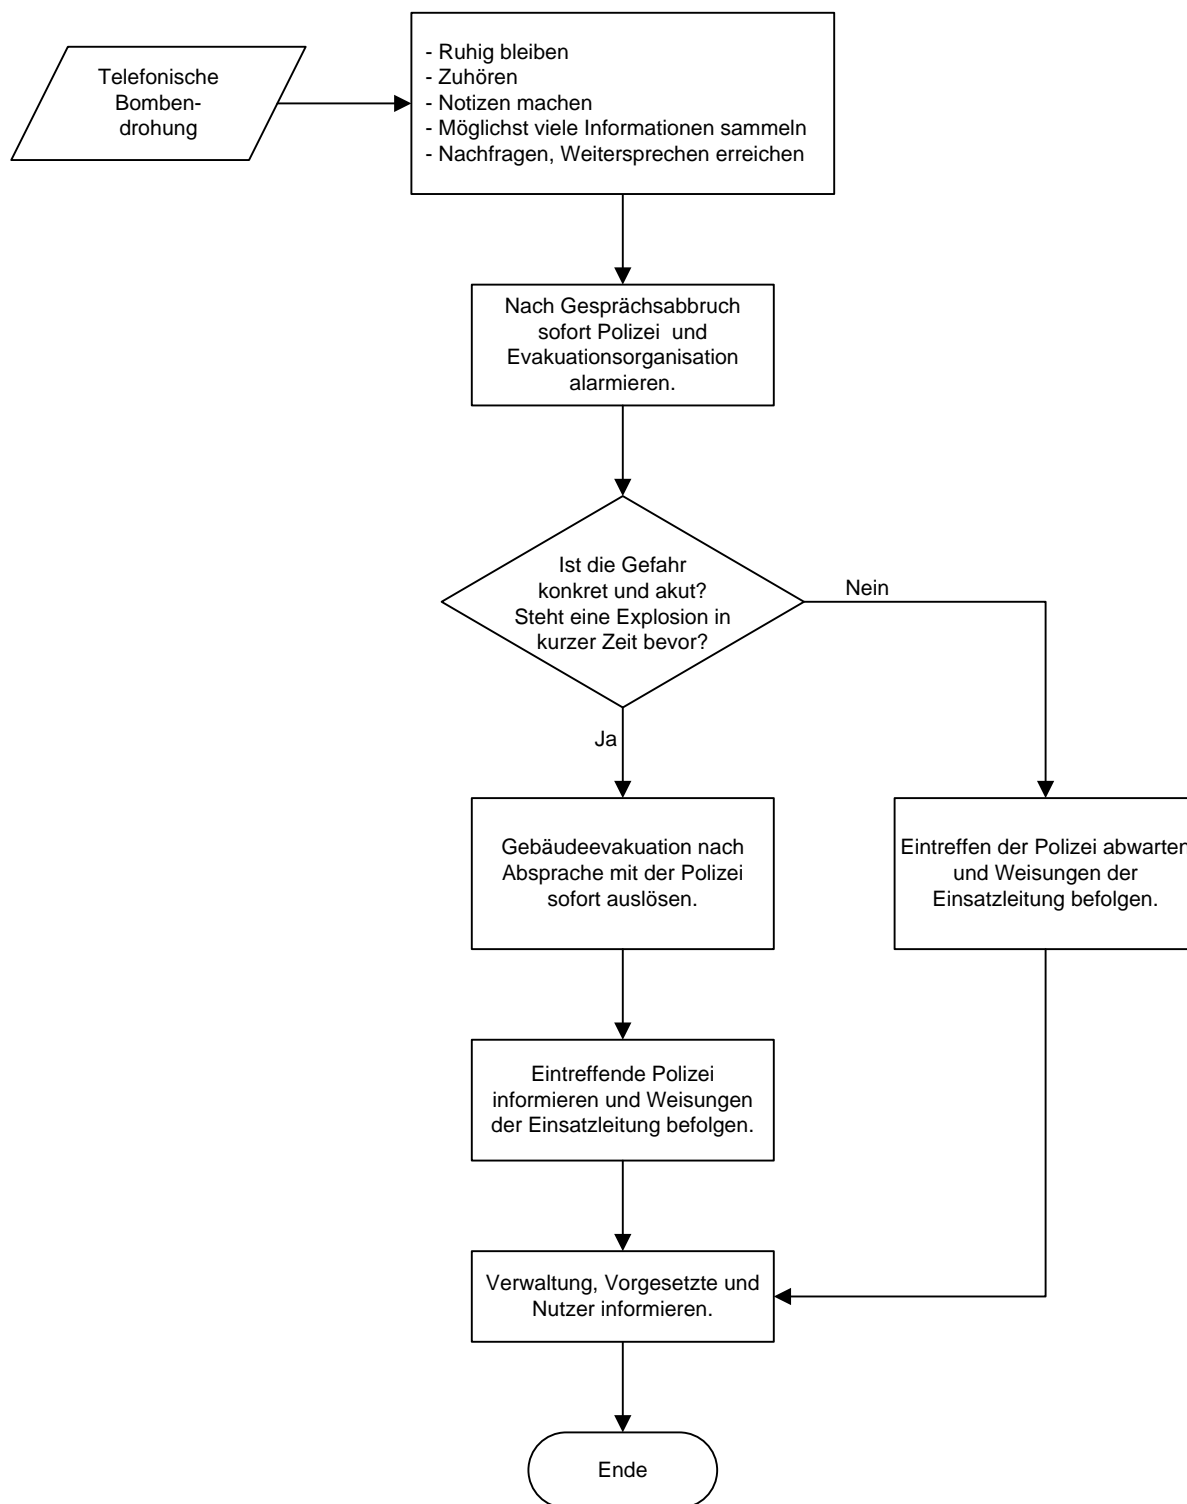 Telefonische
Bomben-
drohung
- Ruhig bleiben
- Zuhören
- Notizen machen
- Möglichst viele Informationen sammeln
- Nachfragen, Weitersprechen erreichen
Nach Gesprächsabbruch
sofort Polizei  und
Evakuationsorganisation
alarmieren.
Ist die Gefahr
konkret und akut?
Steht eine Explosion in
kurzer Zeit bevor?
Nein
Ja
Gebäudeevakuation nach
Absprache mit der Polizei
sofort auslösen.
Eintreffen der Polizei abwarten
und Weisungen der
Einsatzleitung befolgen.
Eintreffende Polizei
informieren und Weisungen
der Einsatzleitung befolgen.
Verwaltung, Vorgesetzte und
Nutzer informieren.
Ende